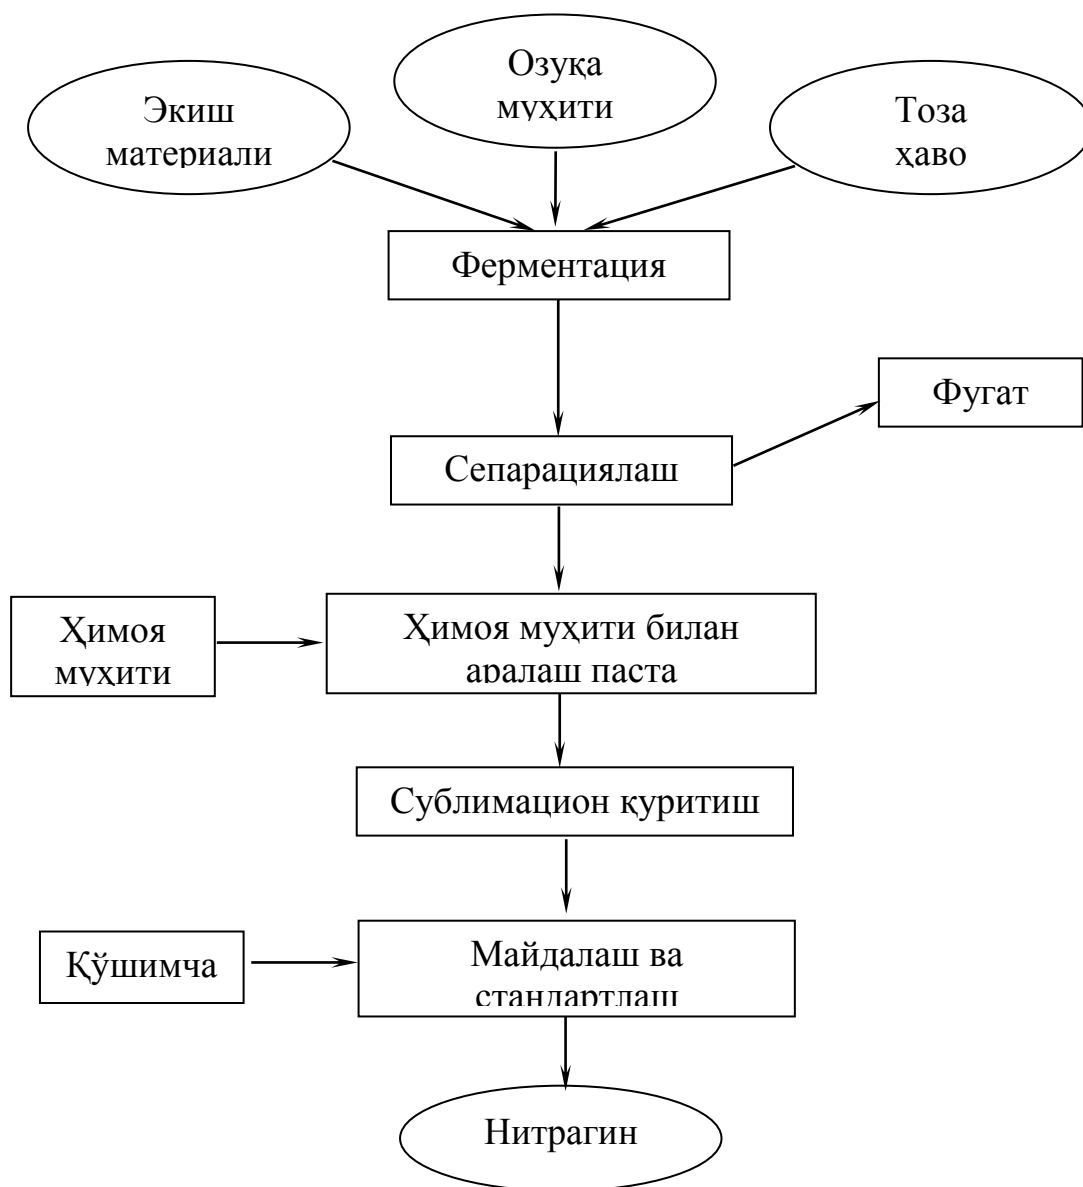 Озуқа
муҳити
Экиш
материали
Тоза
ҳаво
Ферментация
Фугат
Сепарациялаш
Ҳимоя
муҳити
Ҳимоя муҳити билан
аралаш паста
Сублимацион қуритиш
Қўшимча
Майдалаш ва
стандартлаш
Нитрагин